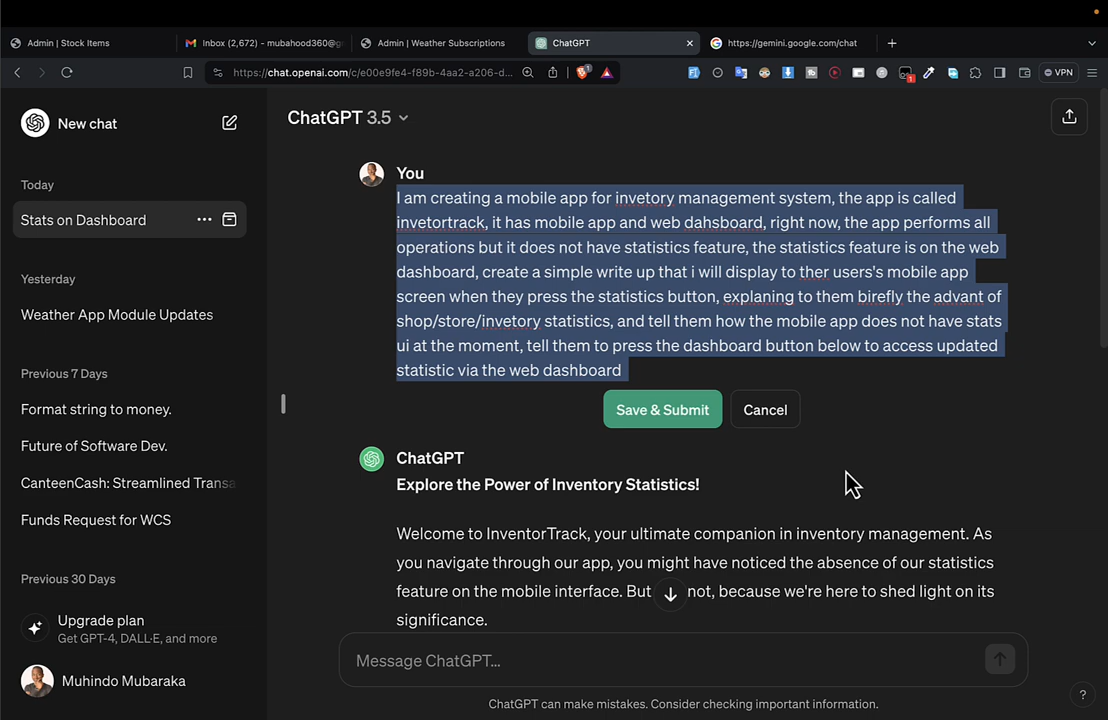 Admin | Stock Items
Inbox (2,672) - mubahood360@g
Admin | Weather Subscriptions
ChatGPT
https://gemini.google.com/chat
https://chat.openai.com/c/e00e9fe4-f89b-4aa2-a206-d...
1
1
VPN
New chat
ChatGPT 3.5
Today
Stats on Dashboard
Yesterday
Weather App Module Updates
Previous 7 Days
Format string to money.
Future of Software Dev.
CanteenCash: Streamlined Transa
Funds Request for WCS
Previous 30 Days
Upgrade plan
Get GPT-4, DALL·E, and more
Muhindo Mubaraka
You
I am creating a mobile app for invetory management system, the app is called
invetortrack, it has mobile app and web dahsboard, right now, the app performs all
operations but it does not have statistics feature, the statistics feature is on the web
dashboard, create a simple write up that i will display to ther users's mobile app
screen when they press the statistics button, explaning to them birefly the advant of
shop/store/invetory statistics, and tell them how the mobile app does not have stats
ui at the moment, tell them to press the dashboard button below to access updated
statistic via the web dashboard
Save & Submit
Cancel
ChatGPT
Explore the Power of Inventory Statistics!
Welcome to InventorTrack, your ultimate companion in inventory management. As
you navigate through our app, you might have noticed the absence of our statistics
feature on the mobile interface. But not, because we're here to shed light on its
significance.
Message ChatGPT...
ChatGPT can make mistakes. Consider checking important information.
?